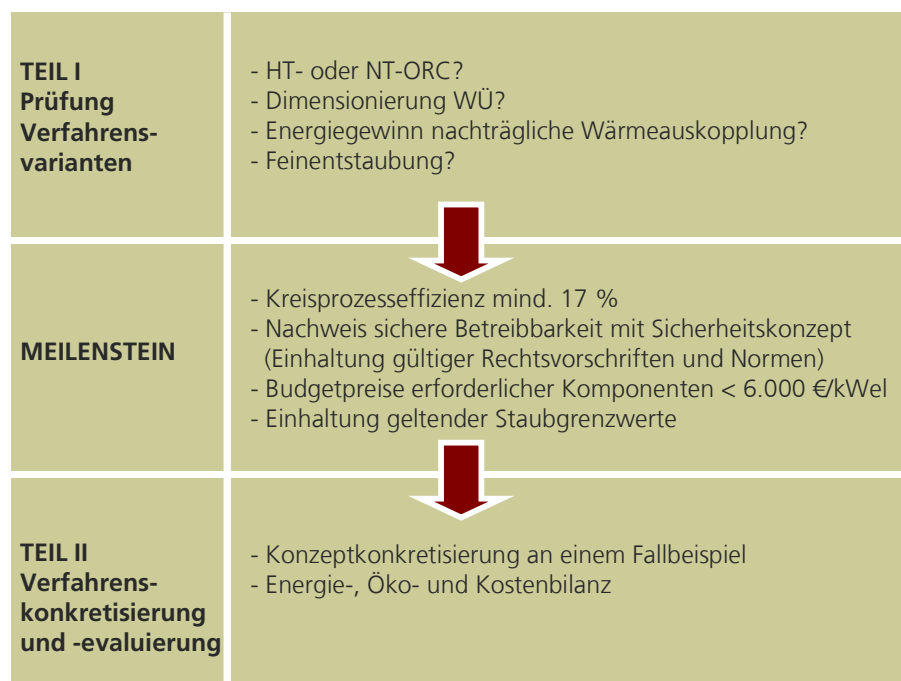 TEIL I
Prüfung
Verfahrens-
varianten
- HT- oder NT-ORC?
- Dimensionierung WÜ?
- Energiegewinn nachträgliche Wärmeauskopplung?
- Feinentstaubung?
MEILENSTEIN
- Kreisprozesseffizienz mind. 17 %
- Nachweis sichere Betreibbarkeit mit Sicherheitskonzept
(Einhaltung gültiger Rechtsvorschriften und Normen)
- Budgetpreise erforderlicher Komponenten < 6.000 €/kWel
- Einhaltung geltender Staubgrenzwerte
TEIL II
Verfahrens-
konkretisierung
und -evaluierung
- Konzeptkonkretisierung an einem Fallbeispiel
- Energie-, Öko- und Kostenbilanz